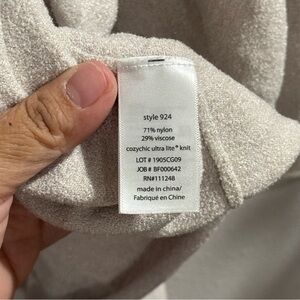 style 924
71% nylon
29% viscose
cozychic ultra lite® knit
LOT # 1905CG09
JOB # BF000642
RN#111248
made in china/
Fabriqué en Chine